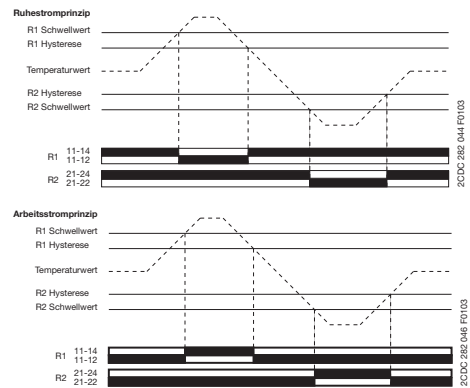 Ruhestromprinzip
R1 Schwellwert
R1 Hysterese
Temperaturwert
R2 Hysterese
R2 Schwellwert
R1 11-14
11-12
R2 21-24
21-22
2CDC 282 044 F0103
Arbeitsstromprinzip
R1 Schwellwert
R1 Hysterese
Temperaturwert
R2 Hysterese
R2 Schwellwert
R1 11-14
11-12
R2 21-24
21-22
2CDC 282 046 F0103